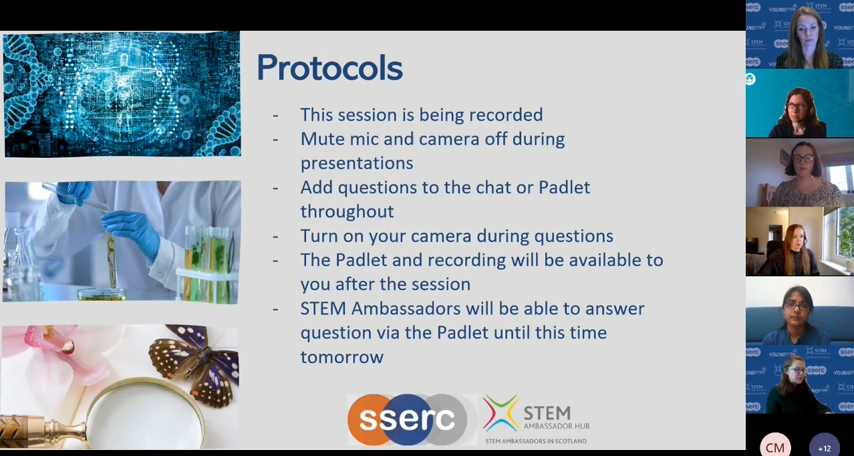 Protocols
- This session is being recorded
- Mute mic and camera off during
presentations
- Add questions to the chat or Padlet
throughout
- Turn on your camera during questions
- The Padlet and recording will be available to
you after the session
- STEM Ambassadors will be able to answer
question via the Padlet until this time
tomorrow
sserc
STEM
AMBASSADOR HUB
STEM AMBASSADORS IN SCOTLAND
CM
+12